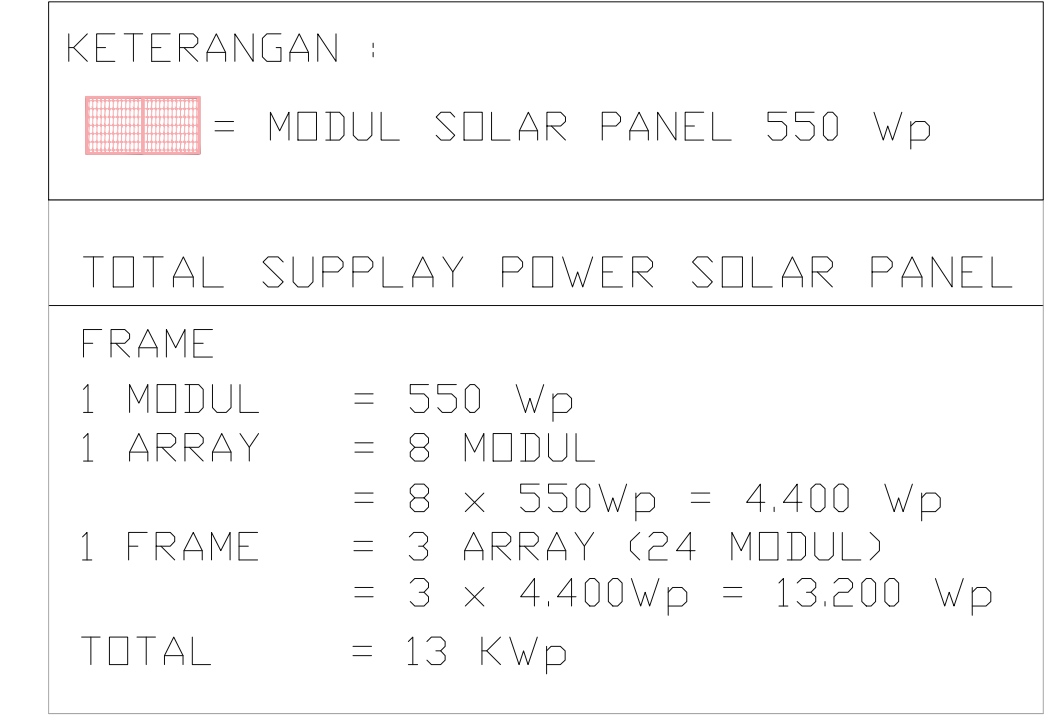 KETERANGAN :
= MODUL SOLAR PANEL 550 Wp
TOTAL SUPPLAY POWER SOLAR PANEL
FRAME
1 MODUL = 550 Wp
1 ARRAY = 8 MODUL
= 8 x 550Wp = 4.400 Wp
1 FRAME = 3 ARRAY (24 MODUL)
= 3 x 4.400Wp = 13.200 Wp
TOTAL = 13 KWp